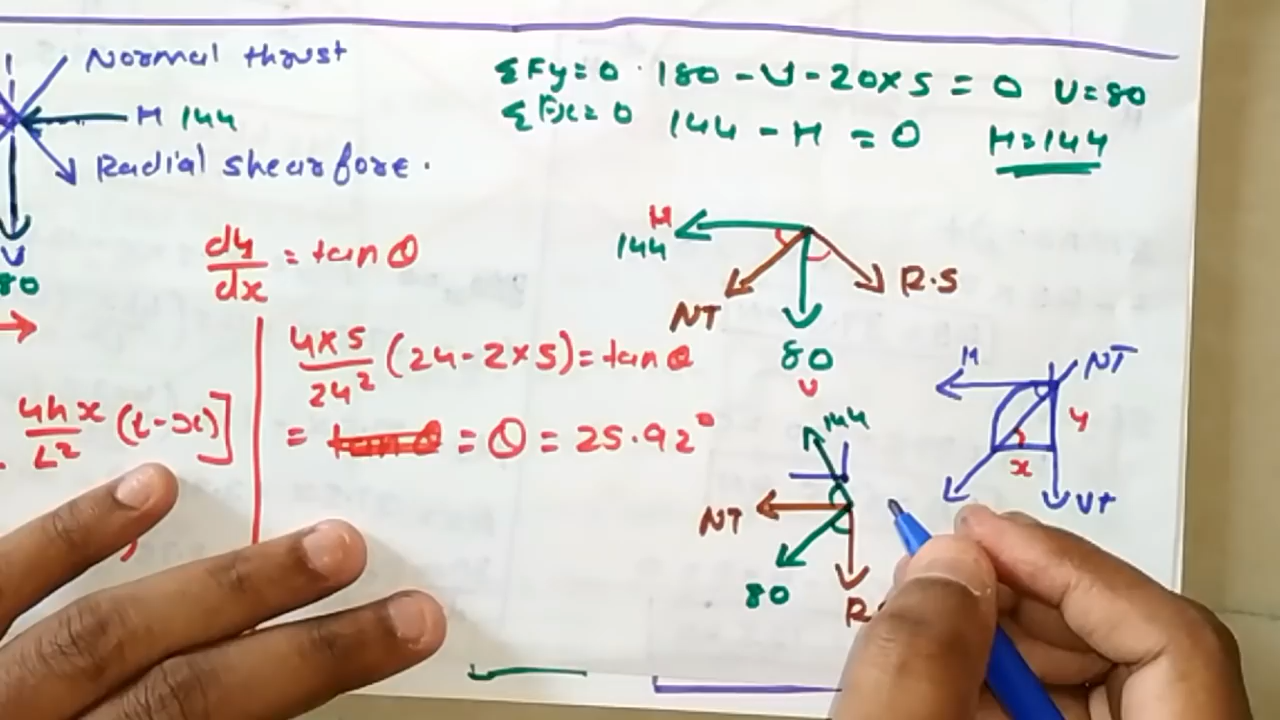 Normal thrust
H 144
Radial shear fore.
V
80
ΣFy=0 · 180 - V - 20×5 = 0 V=80
ΣFx=0 144 - H = 0 H=144
dy/dx = tan θ
4hx/L² (L-x)]
4×5/24² (24-2×5) = tan θ
= tan θ = θ = 25.92°
H
144
NT
R.S
80
V
144
NT
80
R.
H
NT
y
x
V+